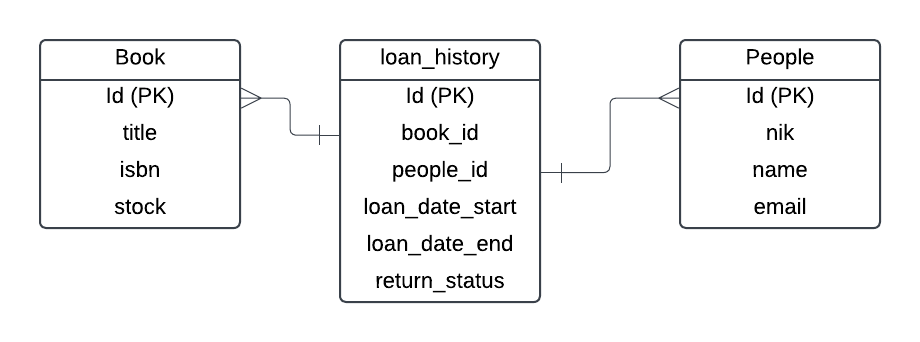 Book
Id (PK)
title
isbn
stock
loan_history
Id (PK)
book_id
people_id
loan_date_start
loan_date_end
return_status
People
Id (PK)
nik
name
email